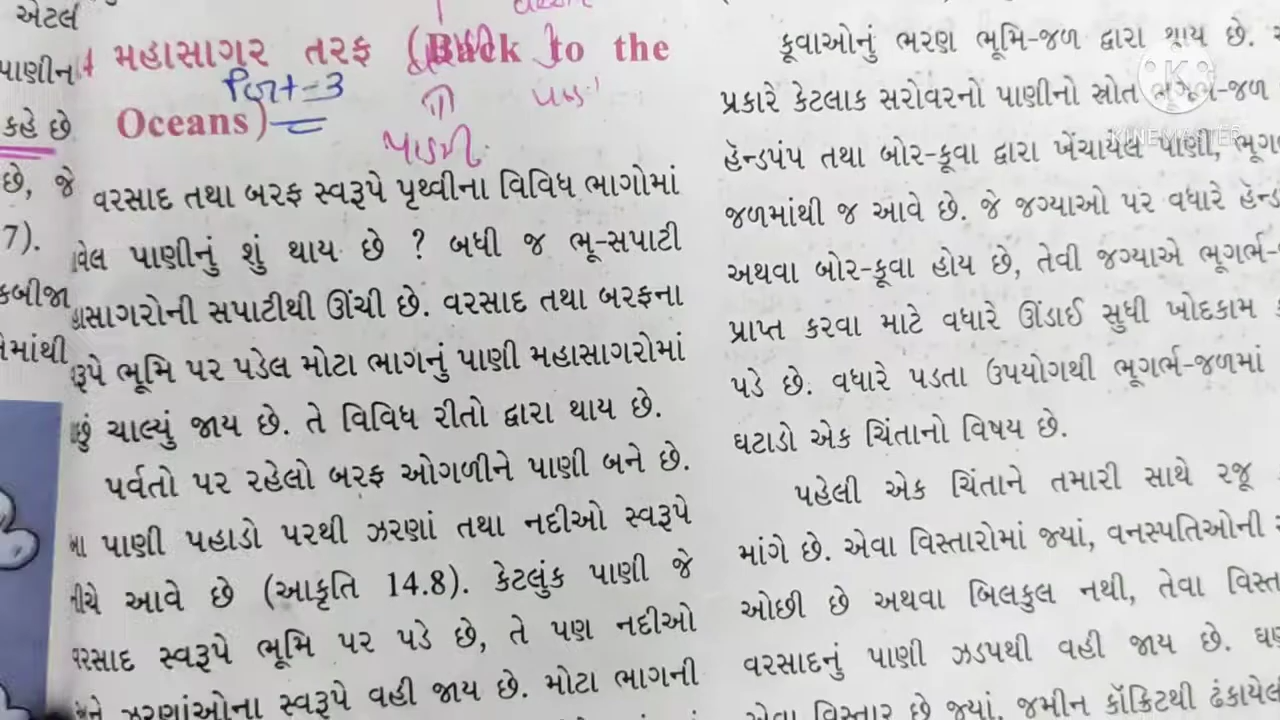 એટલે
પાણીન
કહે છે
છે, જે
7).
કબીજા
મહાસાગર તરફ (Back to the
Part-3
Oceans)
પાછળ
વરસાદ તથા બરફ સ્વરૂપે પૃથ્વીના વિવિધ ભાગોમાં
પાણીનું શું થાય છે ? બધી જ ભૂ-સપાટી
સપાટીથી ઊંચી છે. વરસાદ તથા બરફના
ભૂમિ પર પડેલ મોટા ભાગનું પાણી મહાસાગરોમાં
ચાલ્યું જાય છે. તે વિવિધ રીતો દ્વારા થાય છે.
પર્વતો પર રહેલો બરફ ઓગળીને પાણી બને છે.
પાણી પહાડો પરથી ઝરણાં તથા નદીઓ સ્વરૂપે
આવે છે (આકૃતિ 14.8). કેટલુંક પાણી જે
વરસાદ સ્વરૂપે ભૂમિ પર પડે છે, તે પણ નદીઓ
ઝરણાંઓના સ્વરૂપે વહી જાય છે. મોટા ભાગની
કૂવાઓનું ભરણ ભૂમિ-જળ દ્વારા થાય છે.
પ્રકારે કેટલાક સરોવરનો પાણીનો સ્રોત ભૂગર્ભ-જળ
હૅન્ડપંપ તથા બોર-કૂવા દ્વારા ખેંચાયેલ પાણી,
જળમાંથી જ આવે છે. જે જગ્યાઓ પર વધારે
અથવા બોર-કૂવા હોય છે, તેવી જગ્યાએ ભૂગર્ભ-
પ્રાપ્ત કરવા માટે વધારે ઊંડાઈ સુધી ખોદકામ
પડે છે. વધારે પડતા ઉપયોગથી ભૂગર્ભ-જળમાં
ઘટાડો એક ચિંતાનો વિષય છે.
પહેલી એક ચિંતાને તમારી સાથે રજૂ
માંગે છે. એવા વિસ્તારોમાં જ્યાં, વનસ્પતિઓની
ઓછી છે અથવા બિલકુલ નથી, તેવા
વરસાદનું પાણી ઝડપથી વહી જાય છે.
એવા વિસ્તાર છે જ્યાં, જમીન કૉંક્રિટથી
KINEMASTER